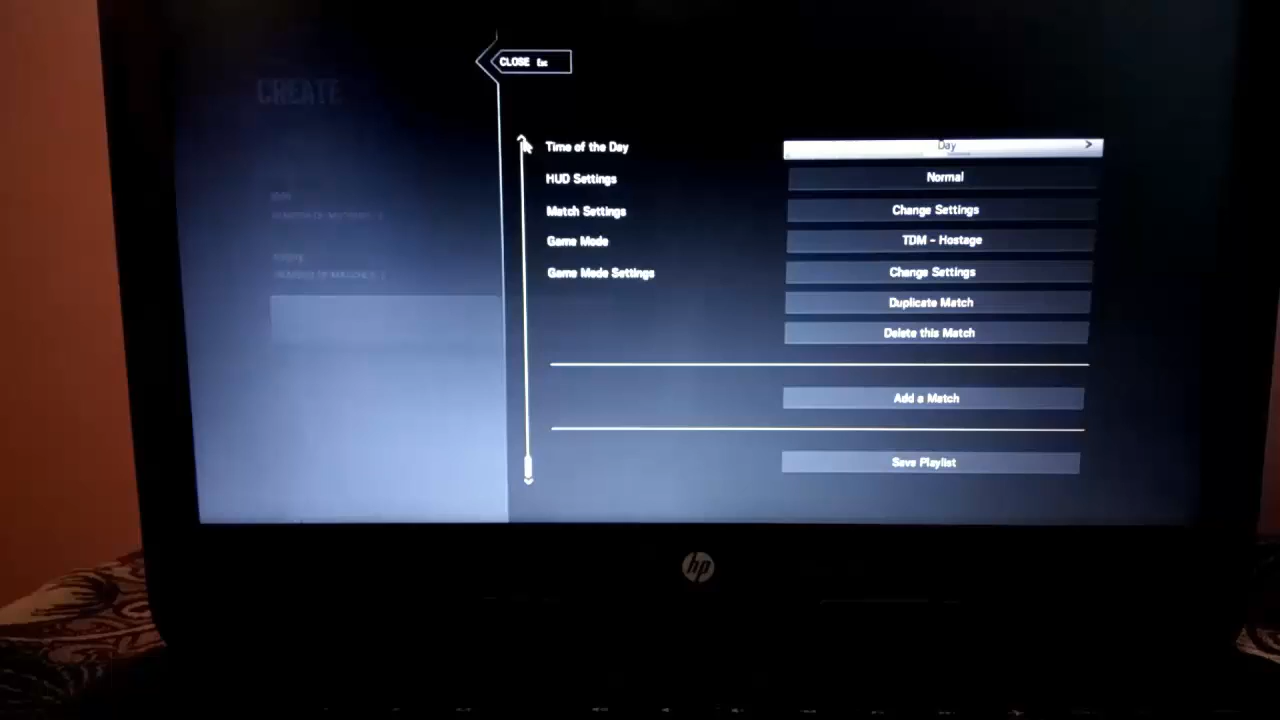 CLOSE Esc
CREATE
Time of the Day Day >
HUD Settings Normal
Match Settings Change Settings
Game Mode TDM - Hostage
Game Mode Settings Change Settings
Duplicate Match
Delete this Match
Add a Match
Save Playlist
hp